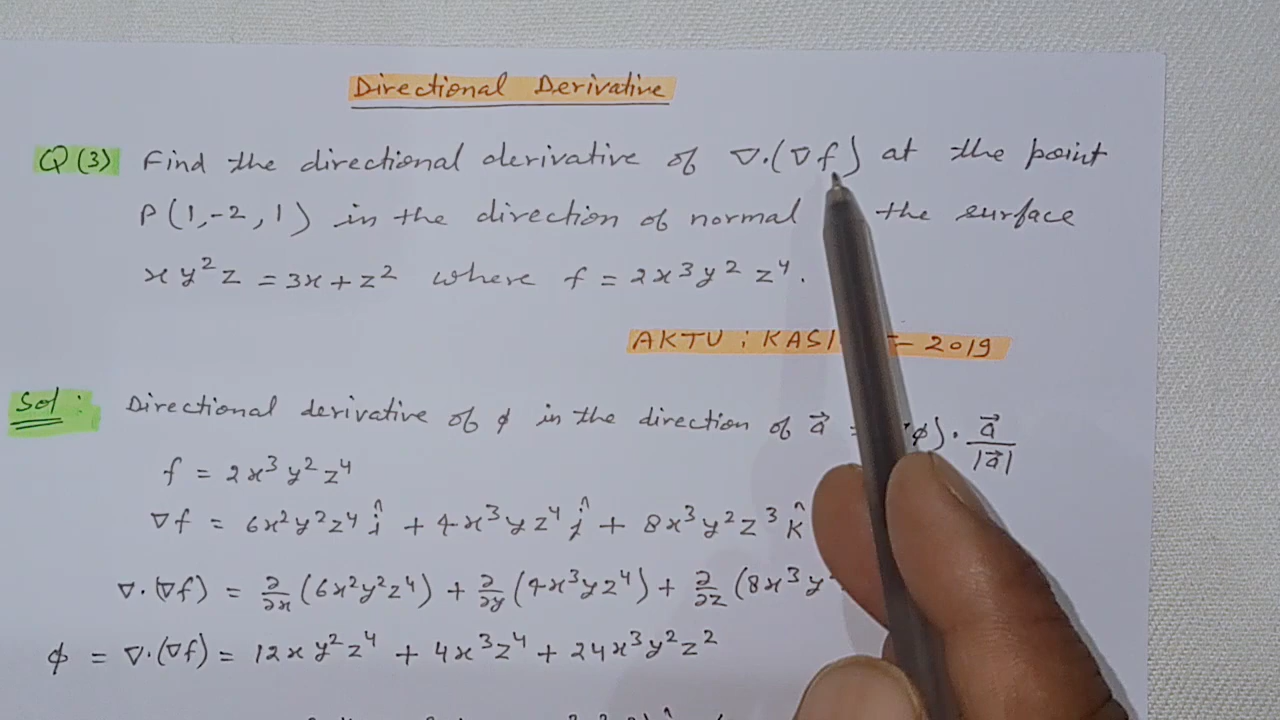 Directional Derivative
Q(3) Find the directional derivative of ∇.(∇f) at the point
P(1,-2,1) in the direction of normal the surface
xy²z = 3x+z² where f = 2x³y²z⁴.
AKTU : - 2019
Sol: Directional derivative of ϕ in the direction of a⃗ ϕ). a⃗/|a⃗|
f = 2x³y²z⁴
∇f = 6x²y²z⁴ î + 4x³yz⁴ ĵ + 8x³y²z³ k̂
∇.(∇f) = ∂/∂x (6x²y²z⁴) + ∂/∂y (4x³yz⁴) + ∂/∂z (8x³y
ϕ = ∇.(∇f) = 12xy²z⁴ + 4x³z⁴ + 24x³y²z²